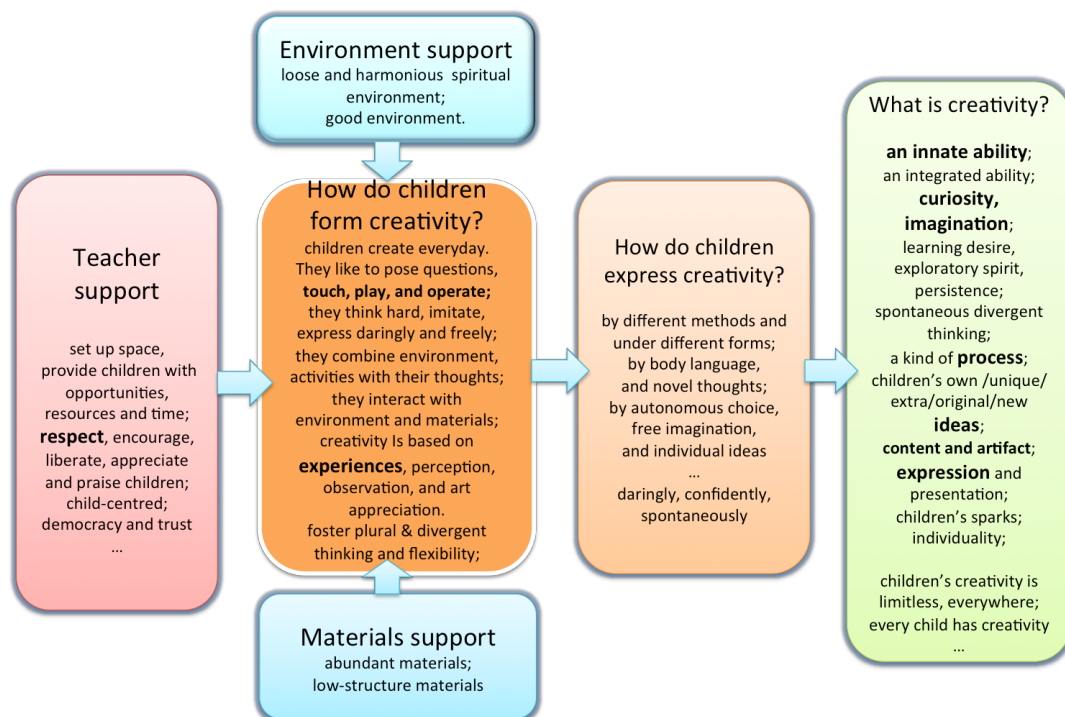 Environment support
loose and harmonious spiritual
environment;
good environment.
Teacher
support
set up space,
provide children with
opportunities,
resources and time;
respect, encourage,
liberate, appreciate
and praise children;
child-centred;
democracy and trust
…
How do children
form creativity?
children create everyday.
They like to pose questions,
touch, play, and operate;
they think hard, imitate,
express daringly and freely;
they combine environment,
activities with their thoughts;
they interact with
environment and materials;
creativity Is based on
experiences, perception,
observation, and art
appreciation.
foster plural & divergent
thinking and flexibility;
Materials support
abundant materials;
low-structure materials
How do children
express creativity?
by different methods and
under different forms;
by body language,
and novel thoughts;
by autonomous choice,
free imagination,
and individual ideas
…
daringly, confidently,
spontaneously
What is creativity?
an innate ability;
an integrated ability;
curiosity,
imagination;
learning desire,
exploratory spirit,
persistence;
spontaneous divergent
thinking;
a kind of process;
children’s own /unique/
extra/original/new
ideas;
content and artifact;
expression and
presentation;
children’s sparks;
individuality;
children’s creativity is
limitless, everywhere;
every child has creativity
…